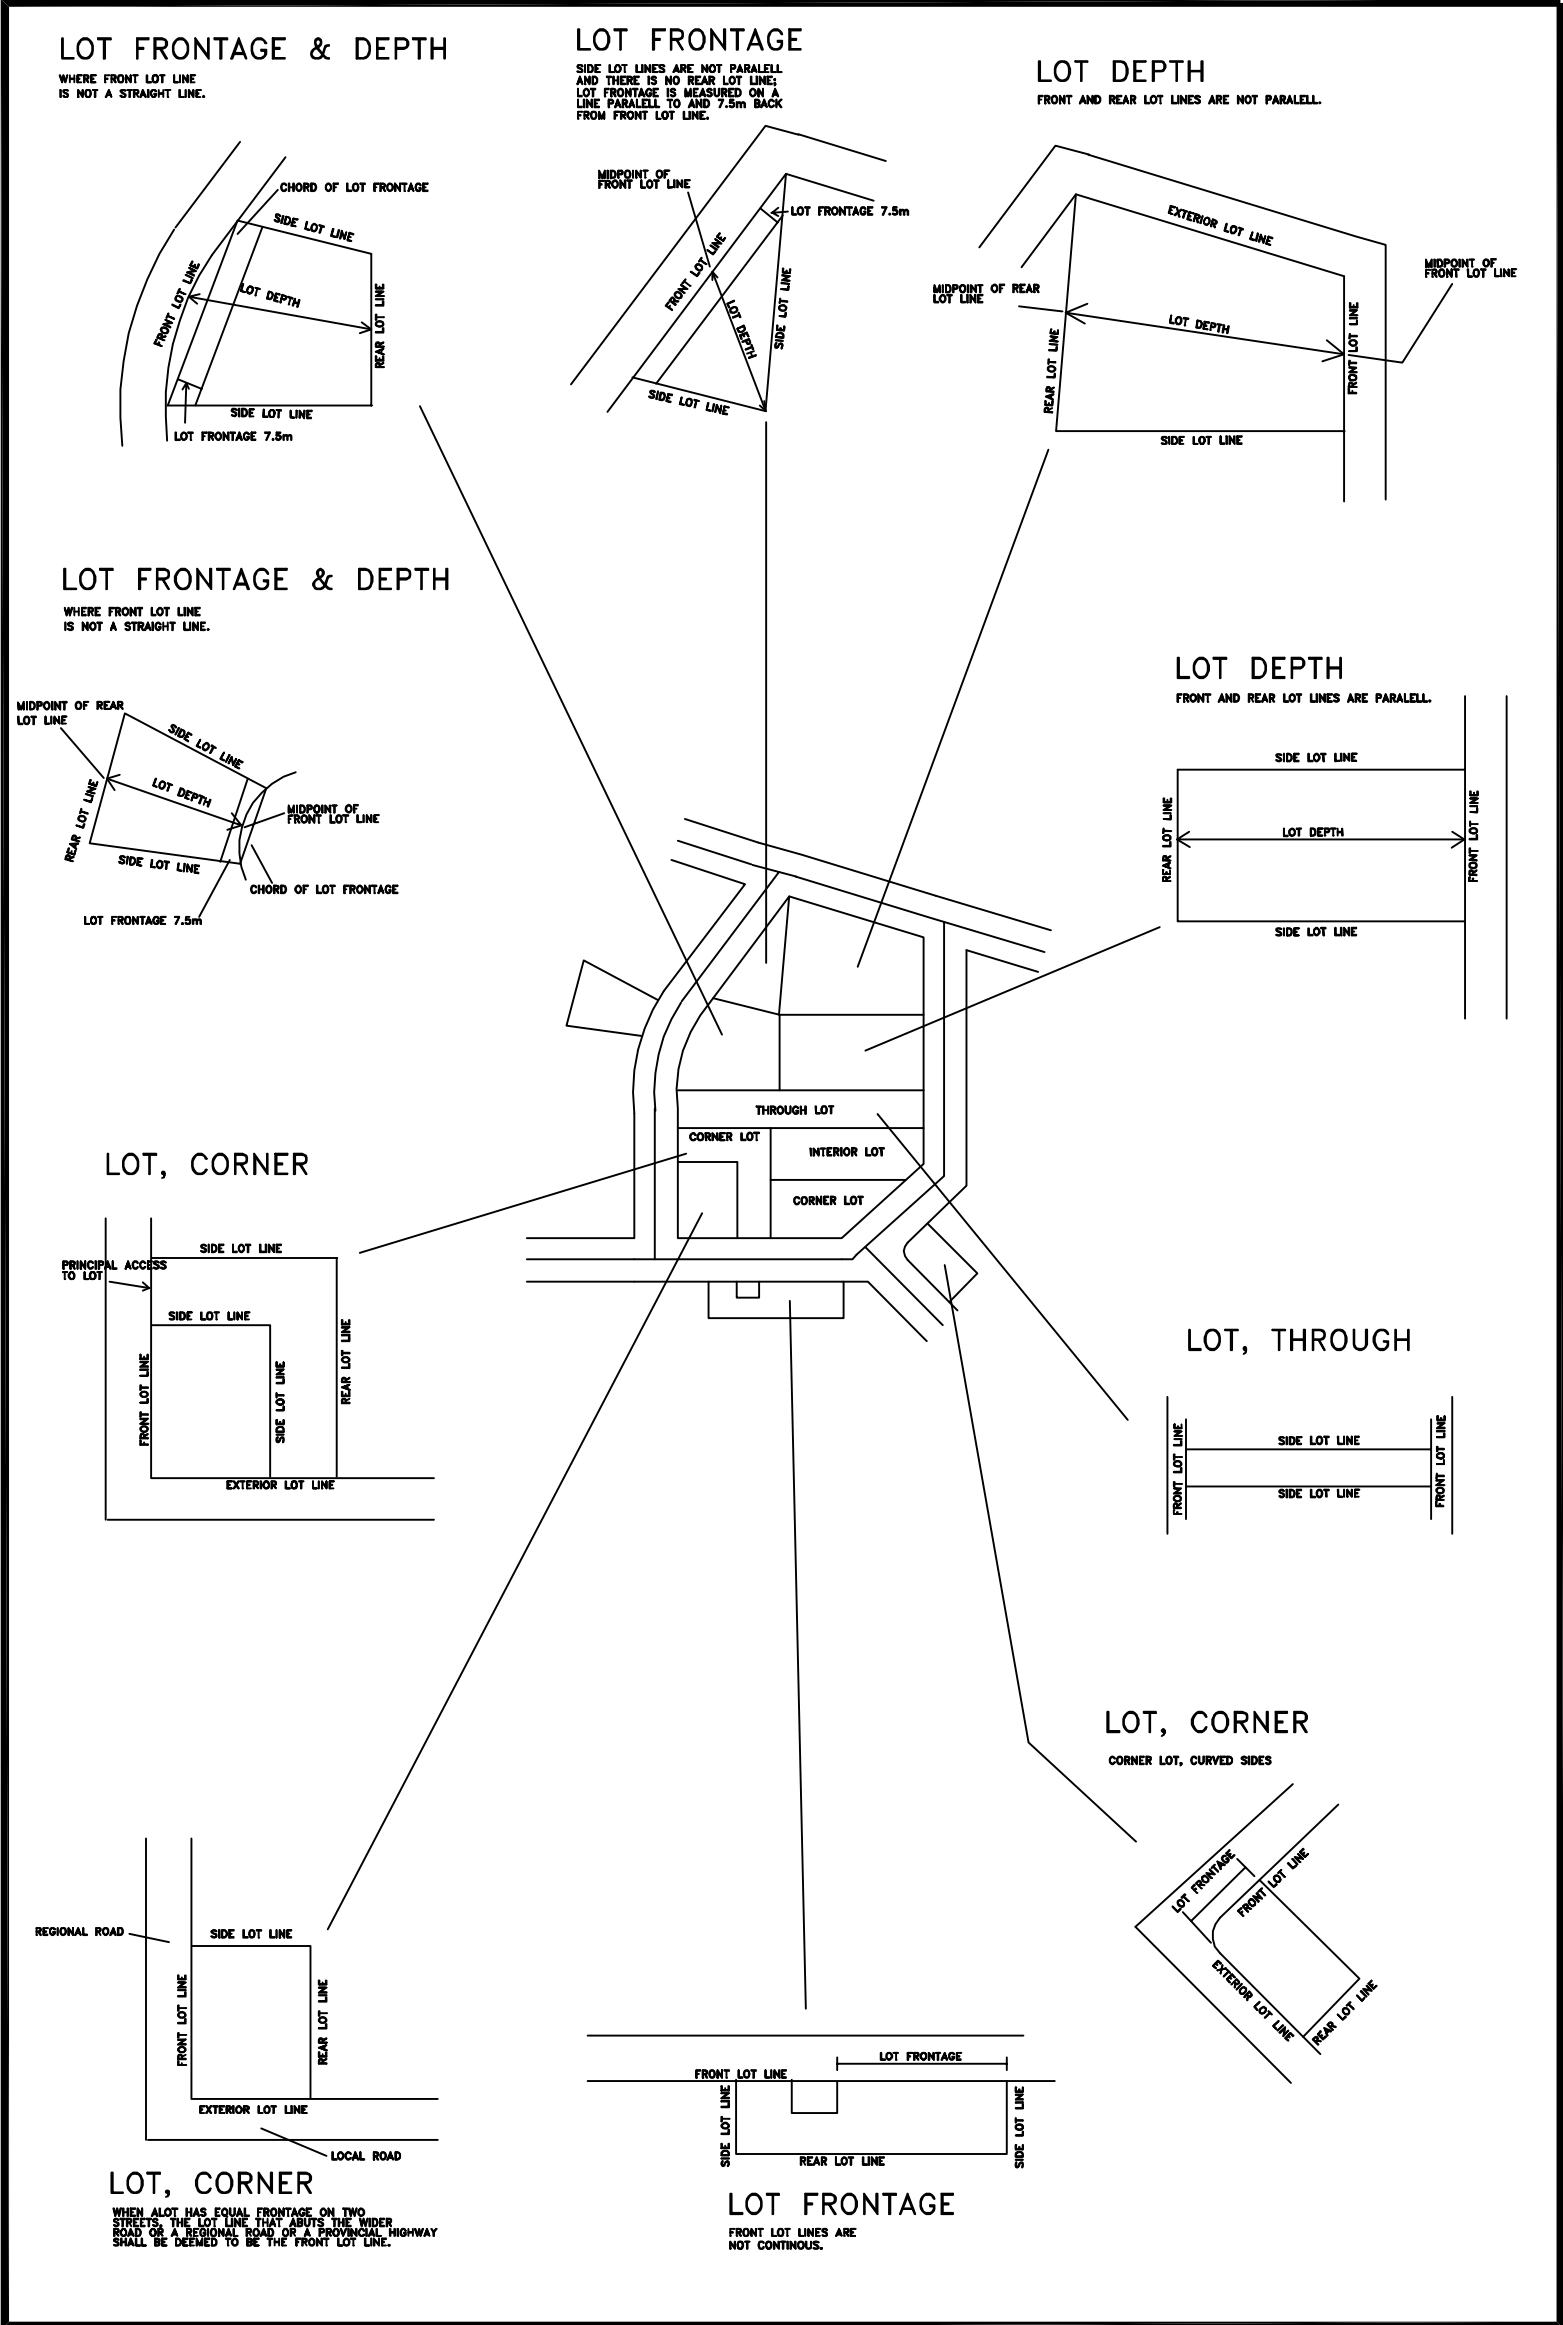 LOT FRONTAGE & DEPTH
WHERE FRONT LOT LINE
IS NOT A STRAIGHT LINE.
CHORD OF LOT FRONTAGE
SIDE LOT LINE
FRONT LOT LINE
LOT DEPTH
REAR LOT LINE
SIDE LOT LINE
LOT FRONTAGE 7.5m
LOT FRONTAGE
SIDE LOT LINES ARE NOT PARALELL
AND THERE IS NO REAR LOT LINE;
LOT FRONTAGE IS MEASURED ON A
LINE PARALELL TO AND 7.5m BACK
FROM FRONT LOT LINE.
MIDPOINT OF
FRONT LOT LINE
LOT FRONTAGE 7.5m
FRONT LOT LINE
LOT DEPTH
SIDE LOT LINE
SIDE LOT LINE
LOT DEPTH
FRONT AND REAR LOT LINES ARE NOT PARALELL.
EXTERIOR LOT LINE
MIDPOINT OF
FRONT LOT LINE
MIDPOINT OF REAR
LOT LINE
LOT DEPTH
REAR LOT LINE
FRONT LOT LINE
SIDE LOT LINE
LOT FRONTAGE & DEPTH
WHERE FRONT LOT LINE
IS NOT A STRAIGHT LINE.
MIDPOINT OF REAR
LOT LINE
SIDE LOT LINE
LOT DEPTH
REAR LOT LINE
MIDPOINT OF
FRONT LOT LINE
SIDE LOT LINE
CHORD OF LOT FRONTAGE
LOT FRONTAGE 7.5m
LOT DEPTH
FRONT AND REAR LOT LINES ARE PARALELL.
SIDE LOT LINE
REAR LOT LINE
LOT DEPTH
FRONT LOT LINE
SIDE LOT LINE
THROUGH LOT
CORNER LOT
INTERIOR LOT
CORNER LOT
LOT, CORNER
SIDE LOT LINE
PRINCIPAL ACCESS
TO LOT
SIDE LOT LINE
FRONT LOT LINE
SIDE LOT LINE
REAR LOT LINE
EXTERIOR LOT LINE
LOT, THROUGH
FRONT LOT LINE
SIDE LOT LINE
SIDE LOT LINE
FRONT LOT LINE
LOT, CORNER
CORNER LOT, CURVED SIDES
LOT FRONTAGE
FRONT LOT LINE
EXTERIOR LOT LINE
REAR LOT LINE
REGIONAL ROAD
SIDE LOT LINE
FRONT LOT LINE
REAR LOT LINE
EXTERIOR LOT LINE
LOCAL ROAD
LOT, CORNER
WHEN ALOT HAS EQUAL FRONTAGE ON TWO
STREETS, THE LOT LINE THAT ABUTS THE WIDER
ROAD OR A REGIONAL ROAD OR A PROVINCIAL HIGHWAY
SHALL BE DEEMED TO BE THE FRONT LOT LINE.
LOT FRONTAGE
FRONT LOT LINE
SIDE LOT LINE
SIDE LOT LINE
REAR LOT LINE
LOT FRONTAGE
FRONT LOT LINES ARE
NOT CONTINOUS.